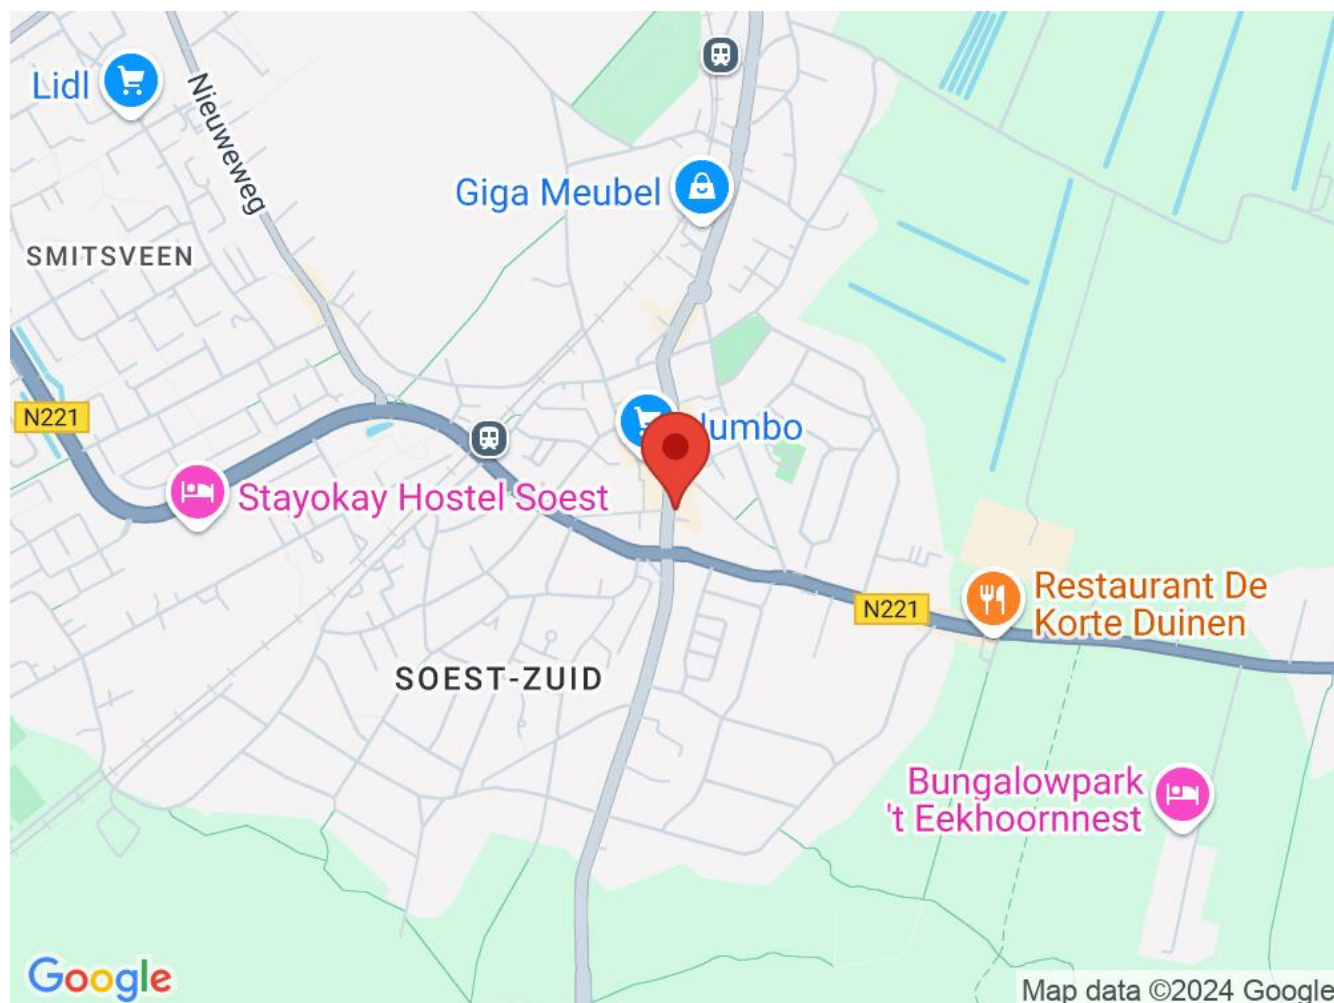 Lidl
Nieuweweg
Giga Meubel
SMITSVEEN
N221
Jumbo
Stayokay Hostel Soest
Restaurant De
Korte Duinen
N221
SOEST-ZUID
Bungalowpark
't Eekhoornnest
Google
Map data ©2024 Google